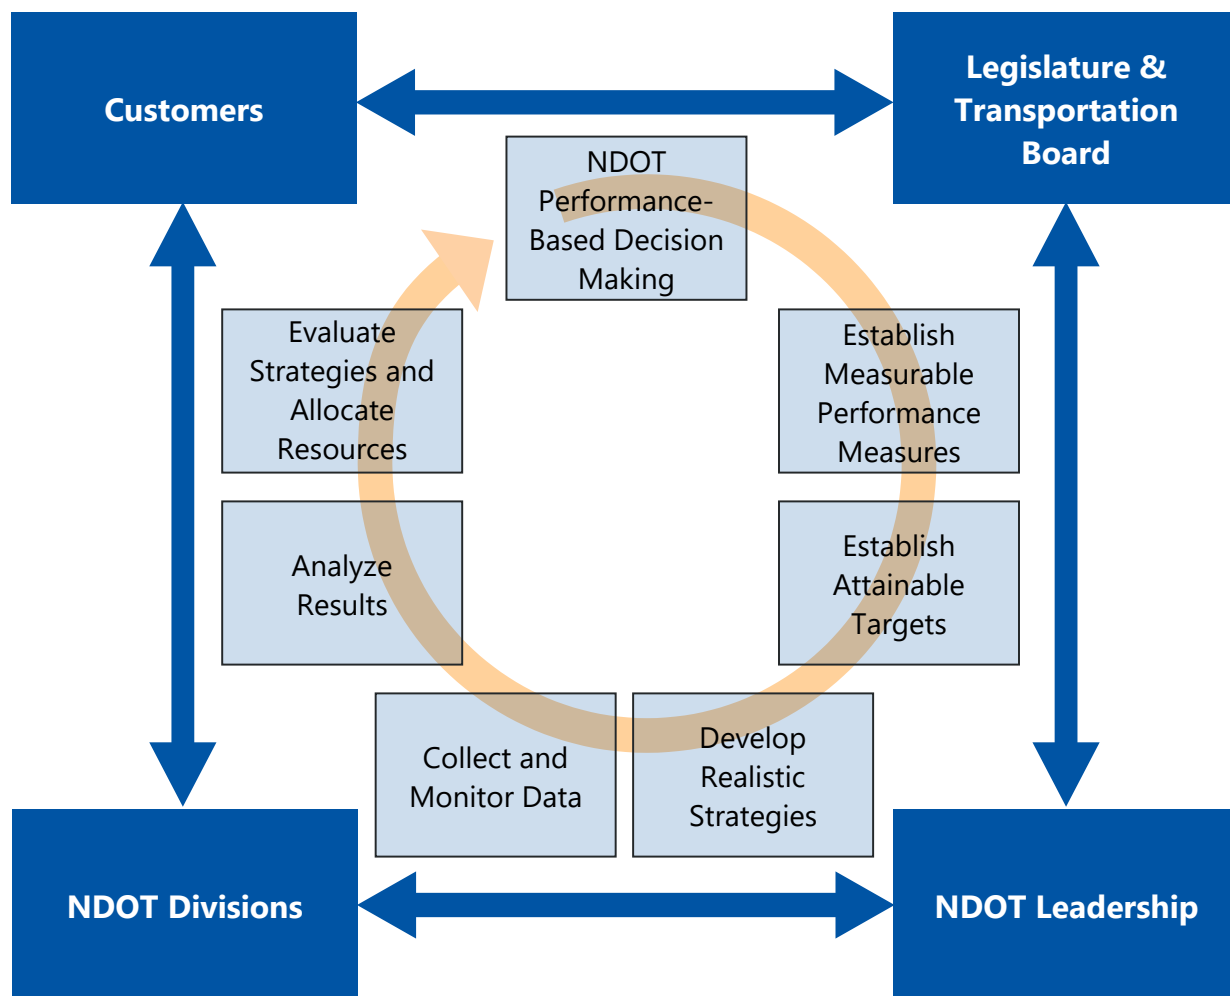 Customers
Legislature &
Transportation
Board
NDOT
Performance-
Based Decision
Making
Evaluate
Strategies and
Allocate
Resources
Establish
Measurable
Performance
Measures
Analyze
Results
Establish
Attainable
Targets
Collect and
Monitor Data
Develop
Realistic
Strategies
NDOT Divisions
NDOT Leadership